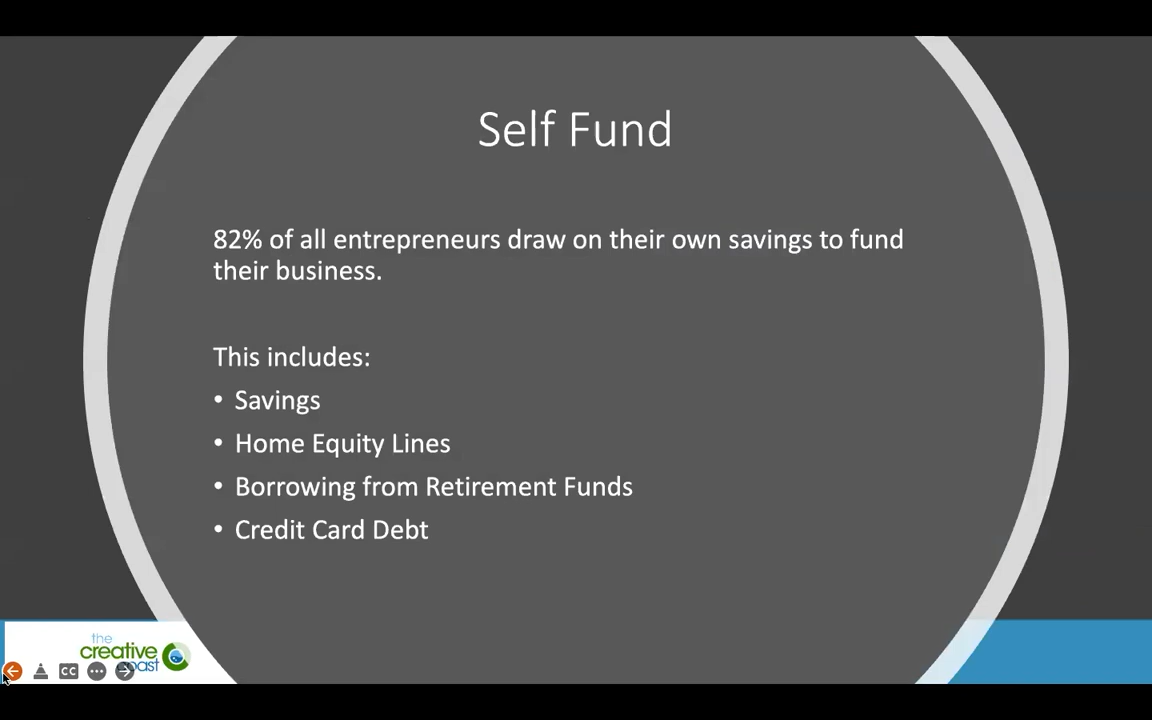 Self Fund
82% of all entrepreneurs draw on their own savings to fund
their business.
This includes:
• Savings
• Home Equity Lines
• Borrowing from Retirement Funds
• Credit Card Debt
the
creative
coast
CC